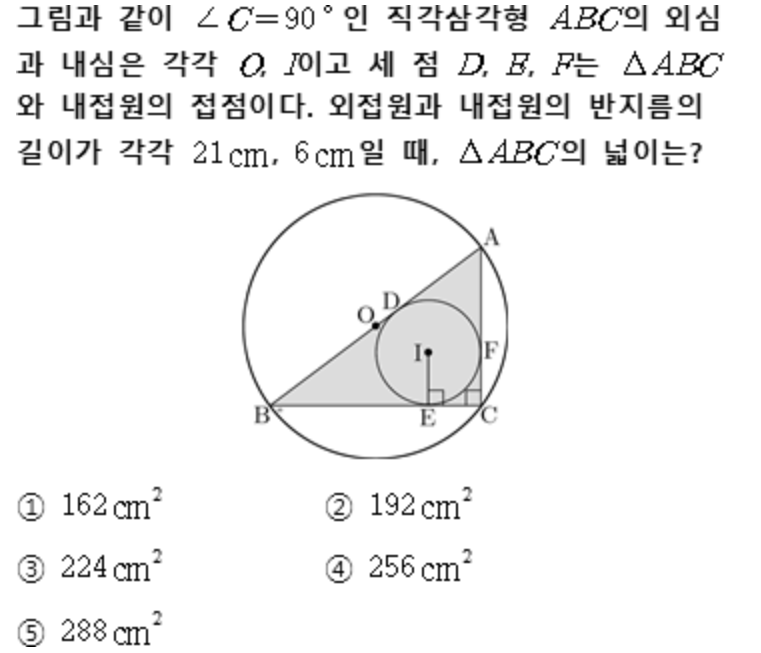 그림과 같이 ∠C=90°인 직각삼각형 ABC의 외심
과 내심은 각각 O, I이고 세 점 D, E, F는 △ABC
와 내접원의 접점이다. 외접원과 내접원의 반지름의
길이가 각각 21cm, 6cm일 때, △ABC의 넓이는?
A
D
O
I
F
B
E
C
① 162cm² ② 192cm²
③ 224cm² ④ 256cm²
⑤ 288cm²